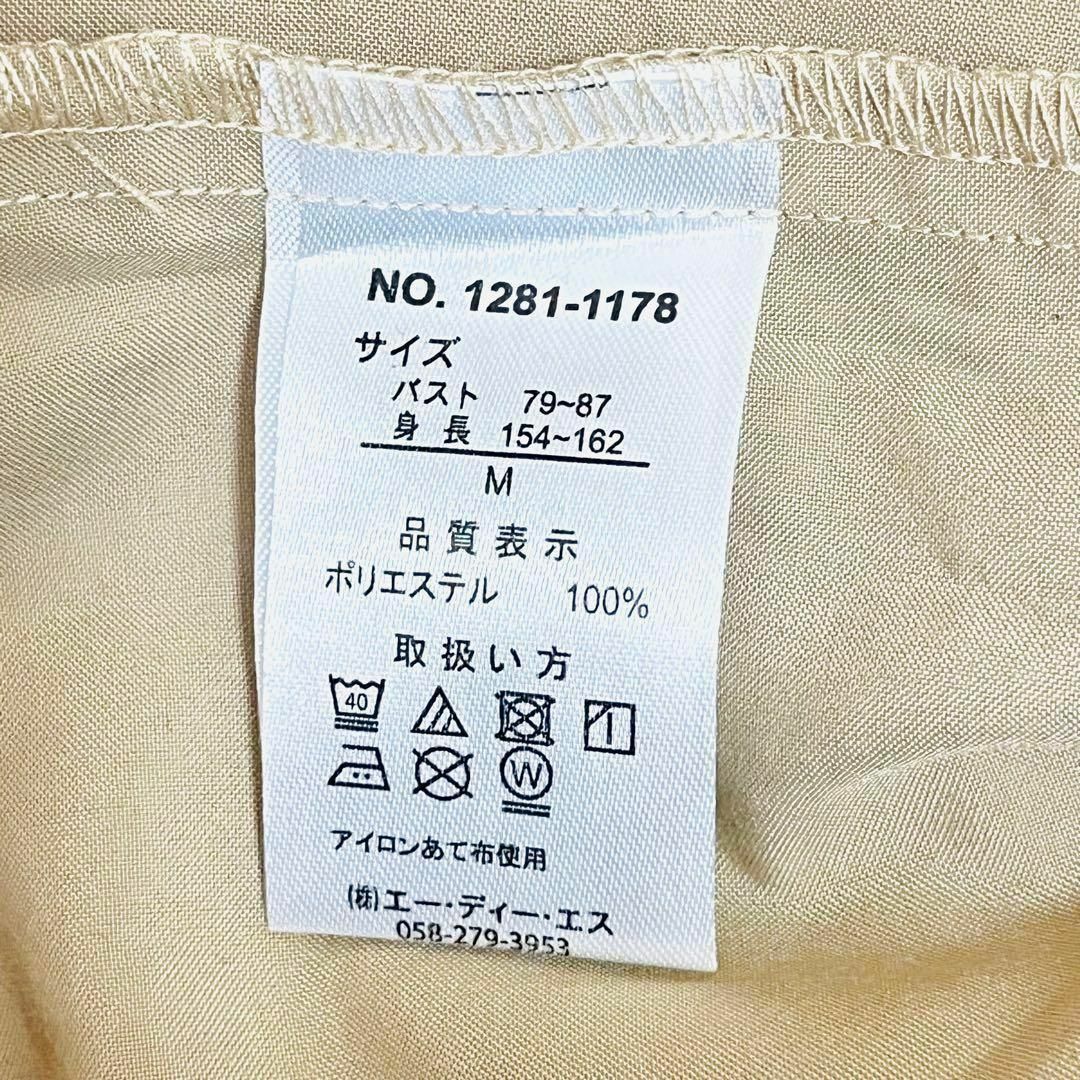 NO. 1281-1178
サイズ
バスト 79~87
身長 154~162
M
品質表示
ポリエステル 100%
取扱い方
40
W
アイロンあて布使用
(株)エー・ディー・エス
058-279-3953